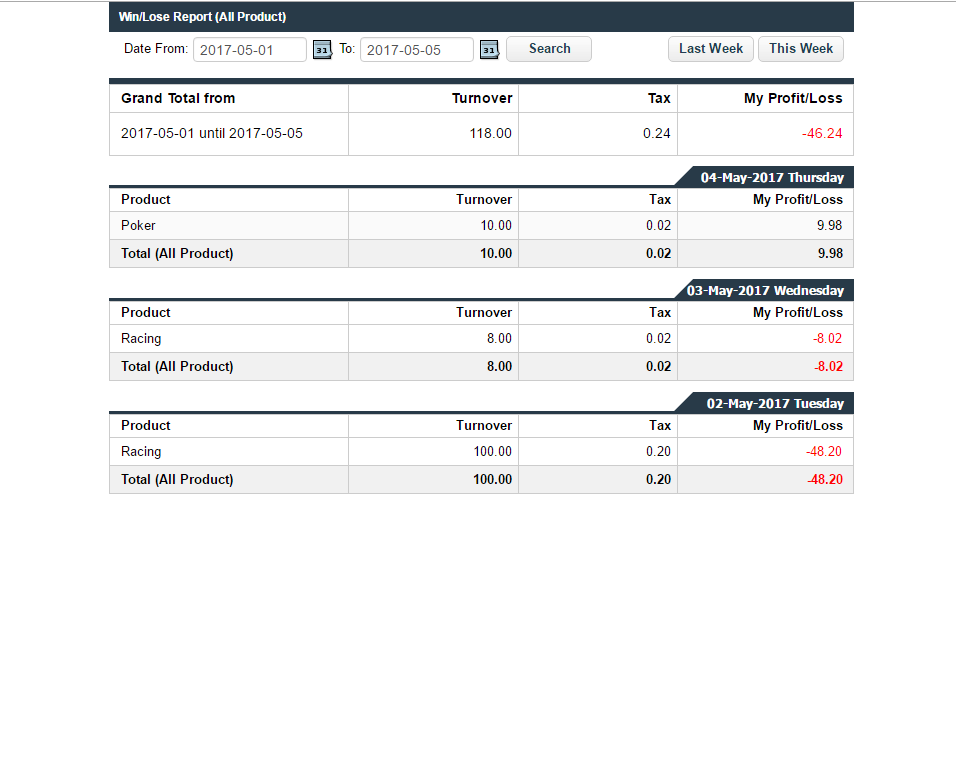 Win/Lose Report (All Product)
Date From: 2017-05-01 31 To: 2017-05-05 31 Search Last Week This Week
Grand Total from Turnover Tax My Profit/Loss
2017-05-01 until 2017-05-05 118.00 0.24 -46.24
04-May-2017 Thursday
Product Turnover Tax My Profit/Loss
Poker 10.00 0.02 9.98
Total (All Product) 10.00 0.02 9.98
03-May-2017 Wednesday
Product Turnover Tax My Profit/Loss
Racing 8.00 0.02 -8.02
Total (All Product) 8.00 0.02 -8.02
02-May-2017 Tuesday
Product Turnover Tax My Profit/Loss
Racing 100.00 0.20 -48.20
Total (All Product) 100.00 0.20 -48.20